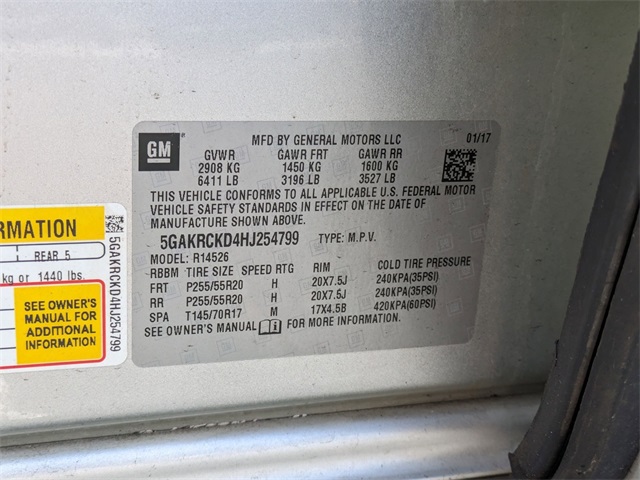 GM
MFD BY GENERAL MOTORS LLC 01/17
GVWR GAWR FRT GAWR RR
2908 KG 1450 KG 1600 KG
6411 LB 3196 LB 3527 LB
THIS VEHICLE CONFORMS TO ALL APPLICABLE U.S. FEDERAL MOTOR
VEHICLE SAFETY STANDARDS IN EFFECT ON THE DATE OF
MANUFACTURE SHOWN ABOVE.
5GAKRCKD4HJ254799 TYPE: M.P.V.
MODEL: R14526
RBBM TIRE SIZE SPEED RTG RIM COLD TIRE PRESSURE
FRT P255/55R20 H 20X7.5J 240KPA(35PSI)
RR P255/55R20 H 20X7.5J 240KPA(35PSI)
SPA T145/70R17 M 17X4.5B 420KPA(60PSI)
SEE OWNER'S MANUAL FOR MORE INFORMATION.
REAR 5
kg or 1440 lbs.
SEE OWNER'S
MANUAL FOR
ADDITIONAL
INFORMATION
5GAKRCKD4HJ254799